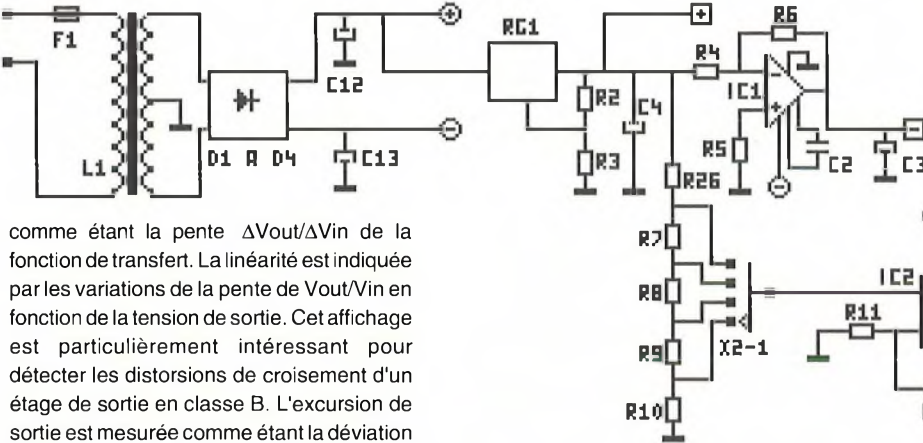 F1
L1
D1 A D4
C12
C13
+
-
RG1
+
R2
R3
C4
R4
R5
R6
IC1
-
+
-
C2
-
C3
R26
R7
R8
R9
R10
X2-1
R11
IC2
comme étant la pente ΔVout/ΔVin de la
fonction de transfert. La linéarité est indiquée
par les variations de la pente de Vout/Vin en
fonction de la tension de sortie. Cet affichage
est particulièrement intéressant pour
détecter les distorsions de croisement d'un
étage de sortie en classe B. L'excursion de
sortie est mesurée comme étant la déviation